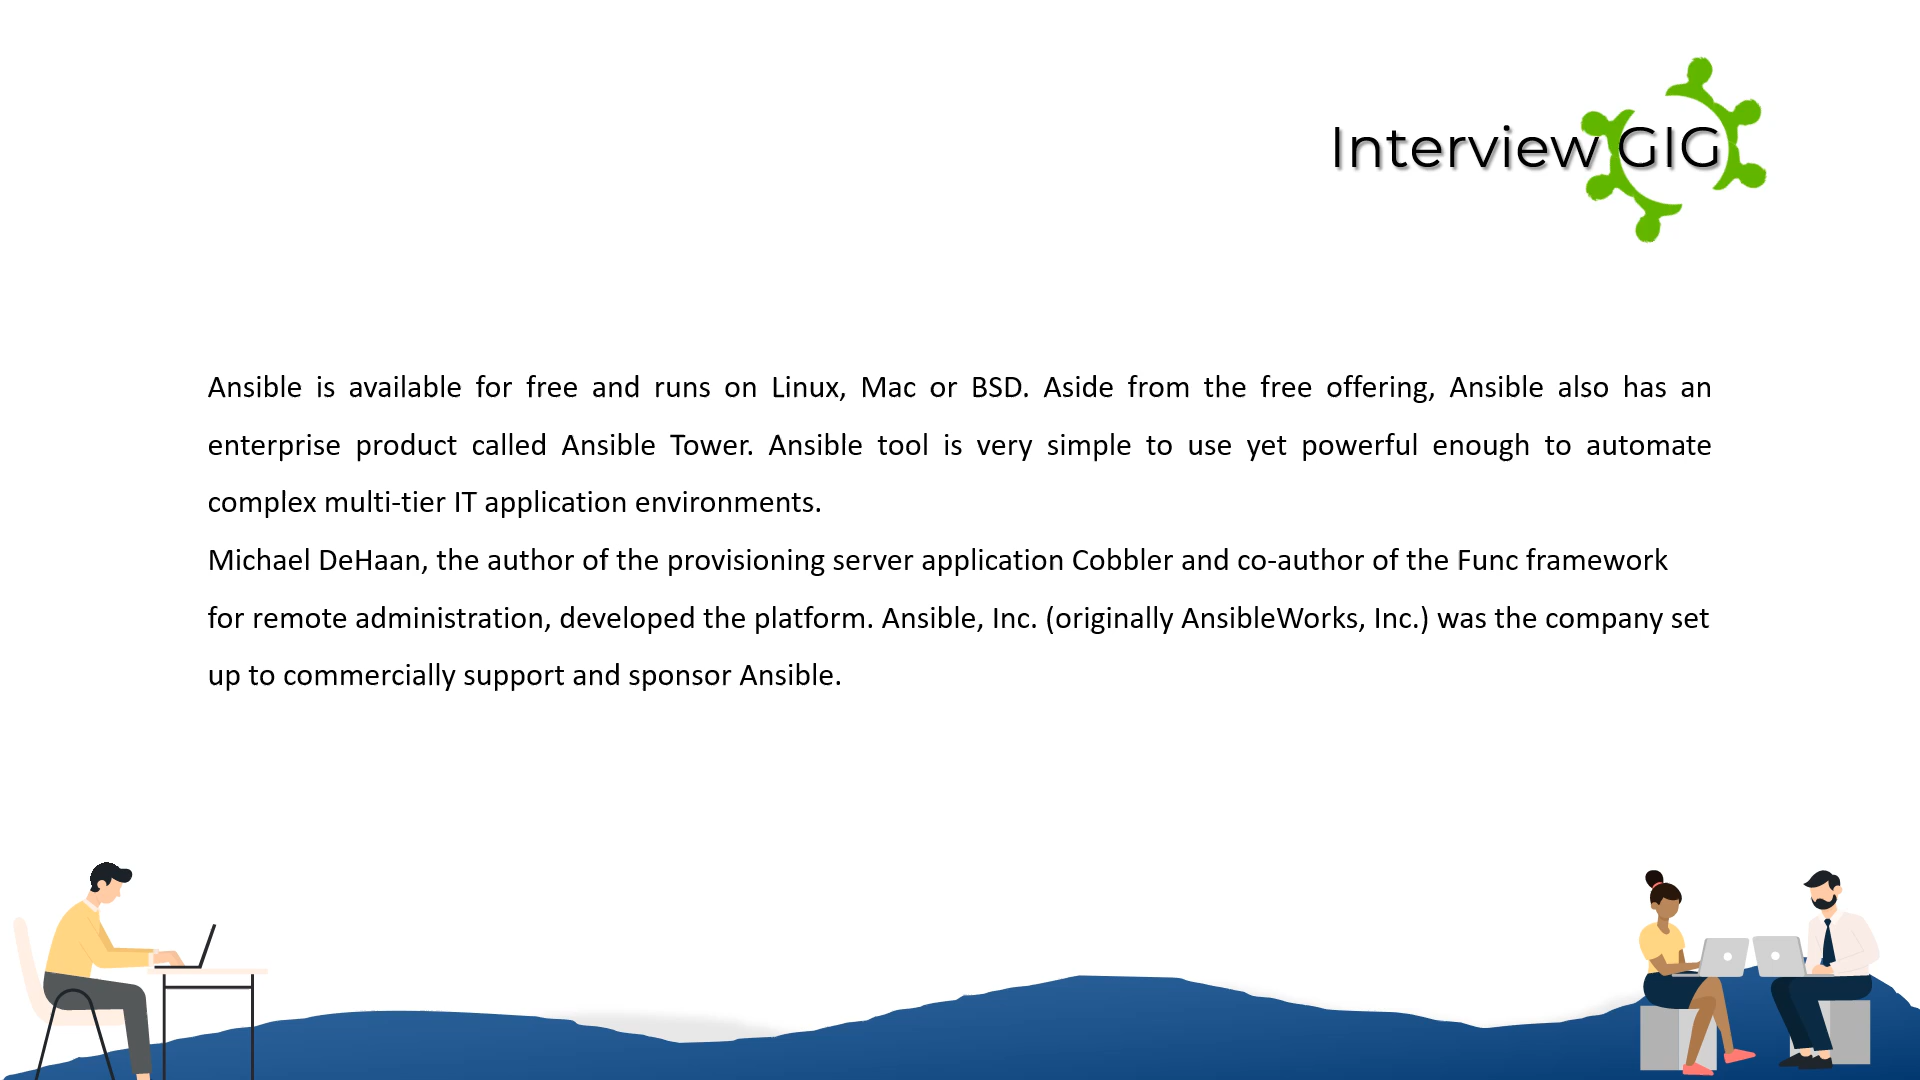 Interview GIG
Ansible is available for free and runs on Linux, Mac or BSD. Aside from the free offering, Ansible also has an
enterprise product called Ansible Tower. Ansible tool is very simple to use yet powerful enough to automate
complex multi-tier IT application environments.
Michael DeHaan, the author of the provisioning server application Cobbler and co-author of the Func framework
for remote administration, developed the platform. Ansible, Inc. (originally AnsibleWorks, Inc.) was the company set
up to commercially support and sponsor Ansible.